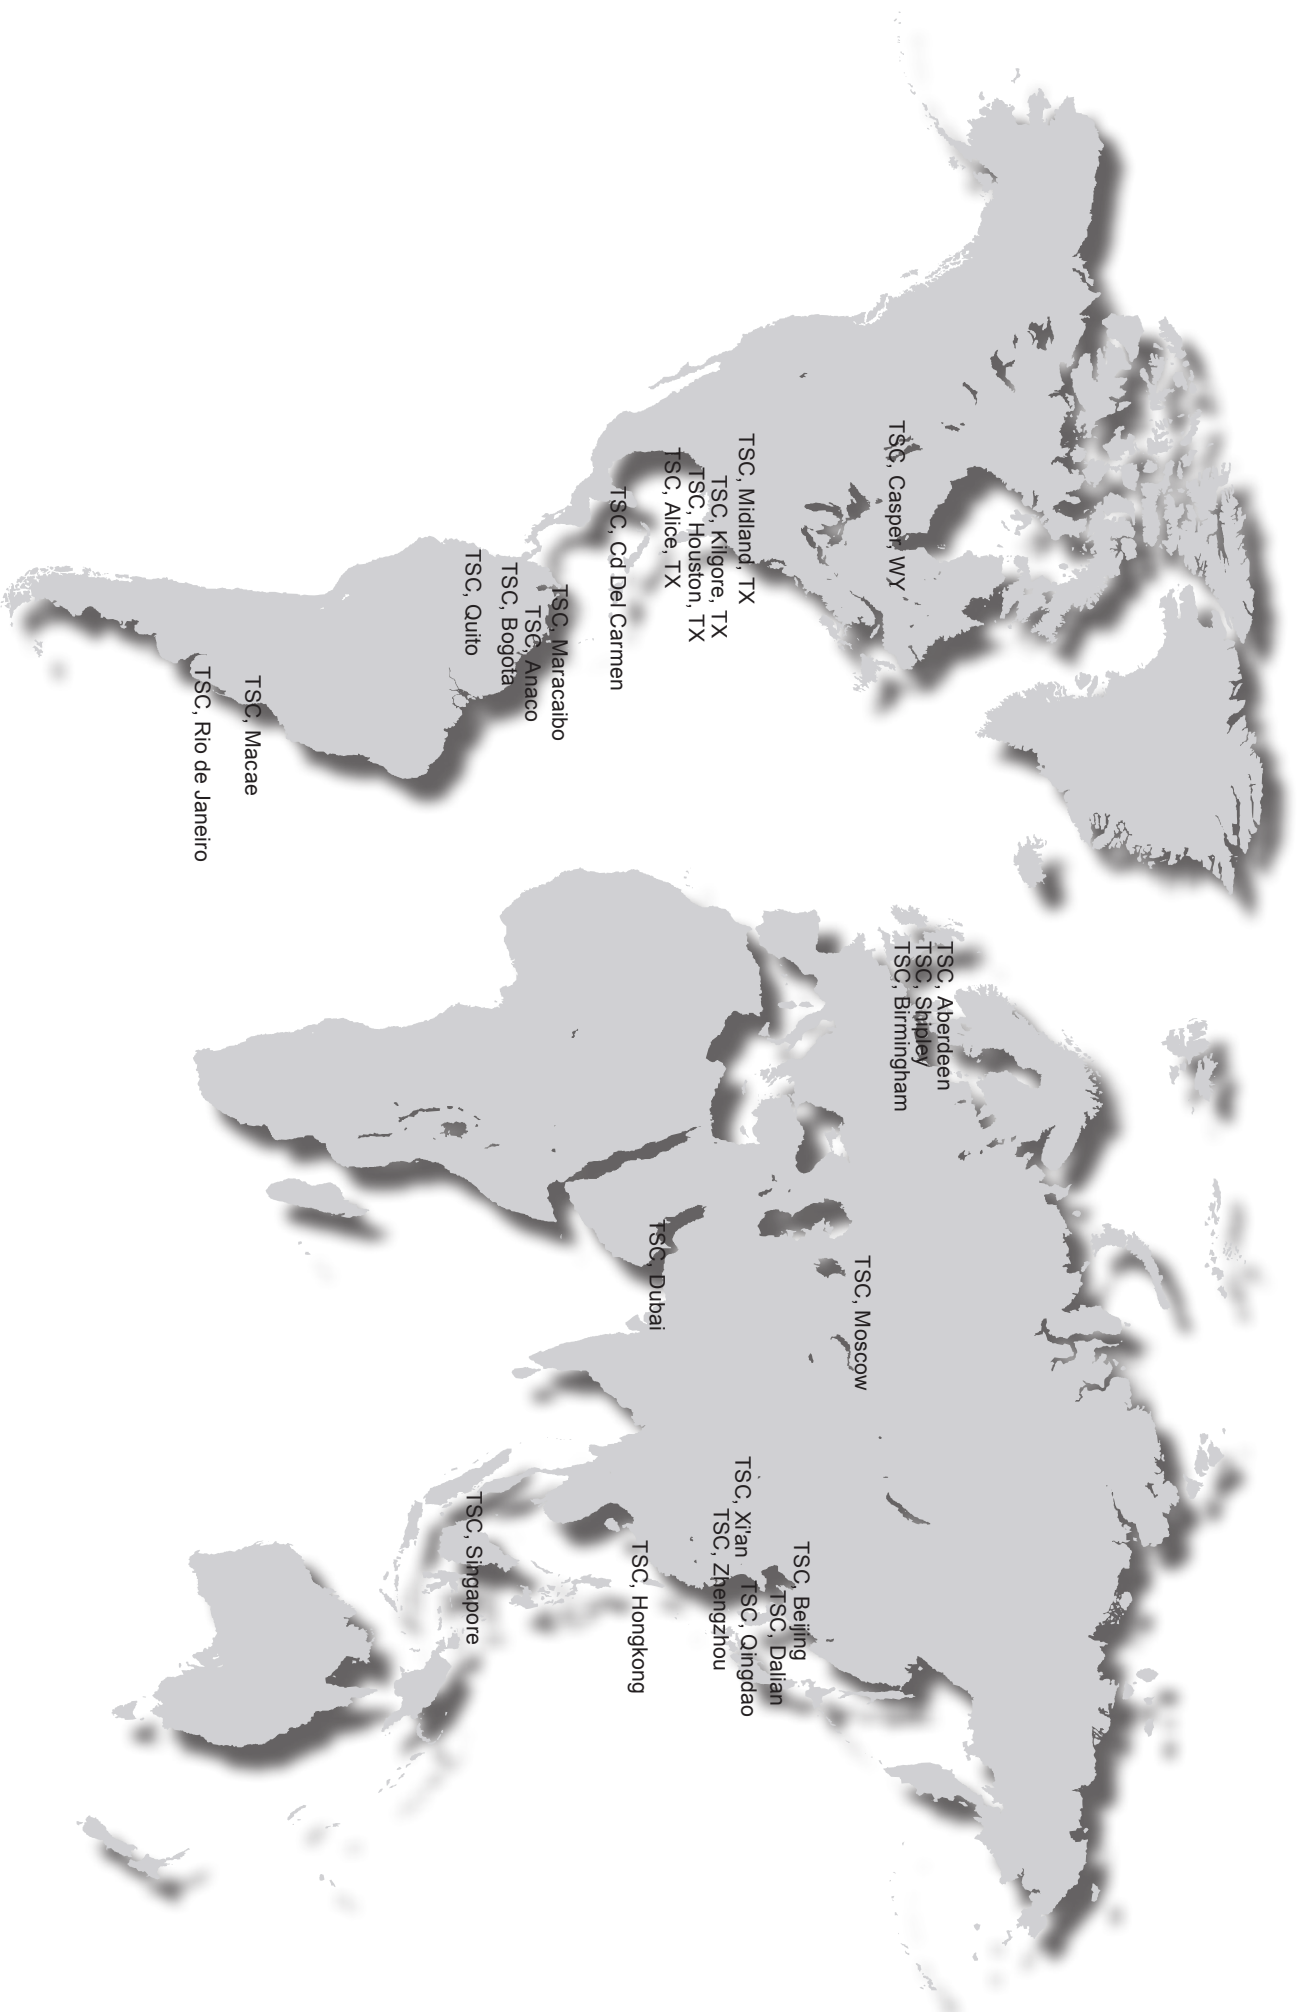 TSC, Casper, WY
TSC, Midland, TX
TSC, Kilgore, TX
TSC, Houston, TX
TSC, Alice, TX
TSC, Cd Del Carmen
TSC, Maracaibo
TSC, Anaco
TSC, Bogota
TSC, Quito
TSC, Macae
TSC, Rio de Janeiro
TSC, Aberdeen
TSC, Shipley
TSC, Birmingham
TSC, Moscow
TSC, Dubai
TSC, Beijing
TSC, Dalian
TSC, Qingdao
TSC, Xi'an
TSC, Zhengzhou
TSC, Hongkong
TSC, Singapore